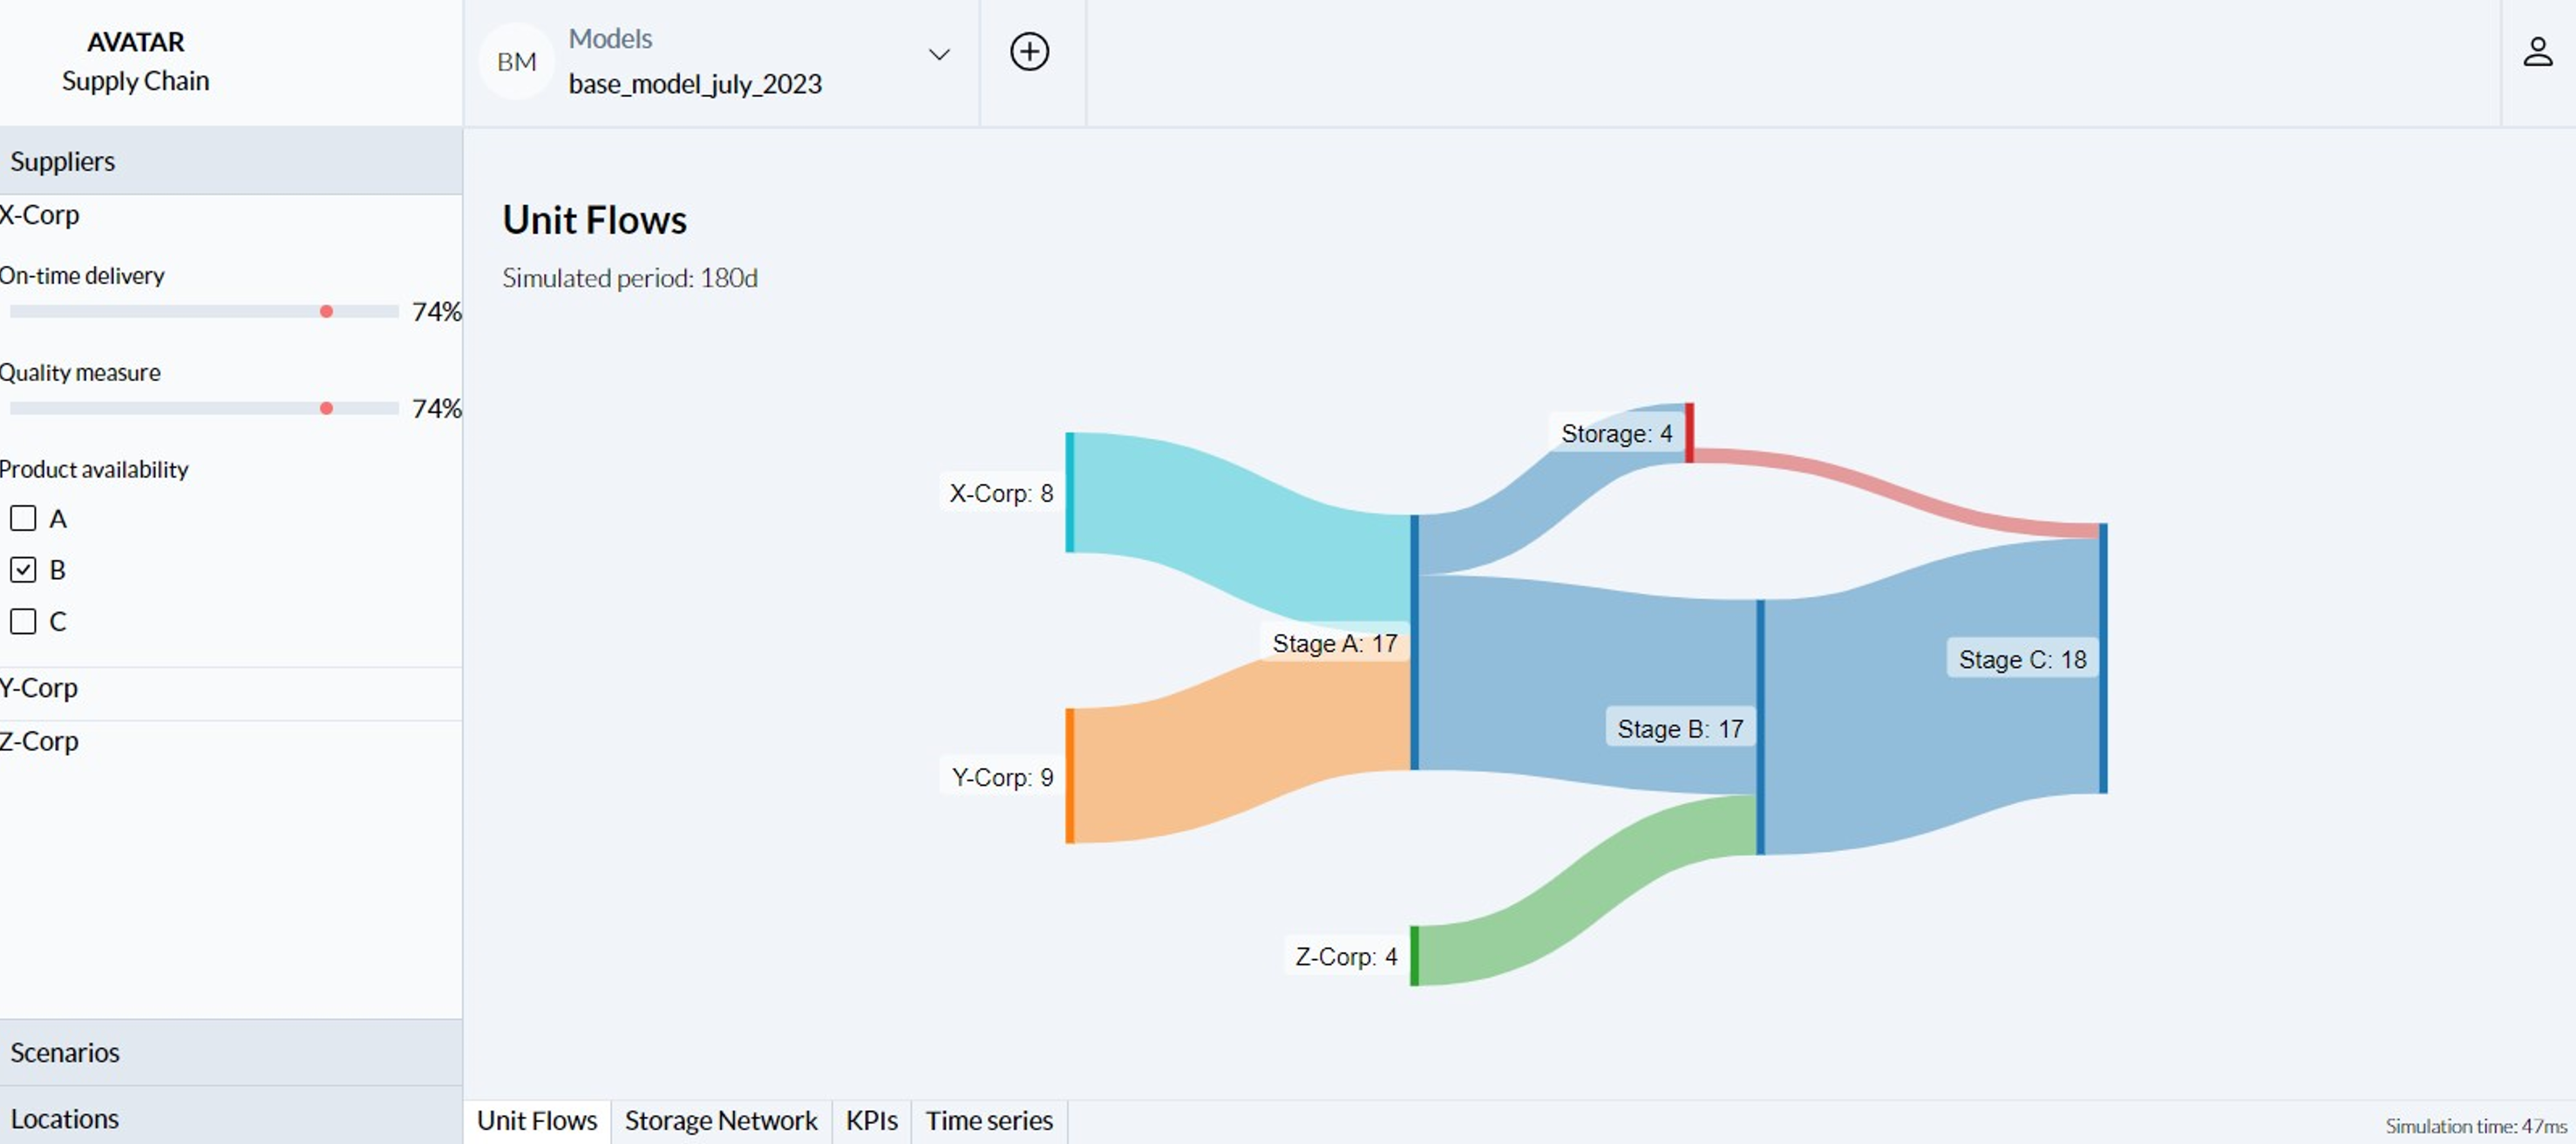 AVATAR
Supply Chain
BM
Models
base_model_july_2023
Suppliers
X-Corp
On-time delivery
74%
Quality measure
74%
Product availability
A
B
C
Y-Corp
Z-Corp
Scenarios
Locations
Unit Flows
Simulated period: 180d
Storage: 4
X-Corp: 8
Stage A: 17
Stage C: 18
Stage B: 17
Y-Corp: 9
Z-Corp: 4
Unit Flows
Storage Network
KPIs
Time series
Simulation time: 47ms